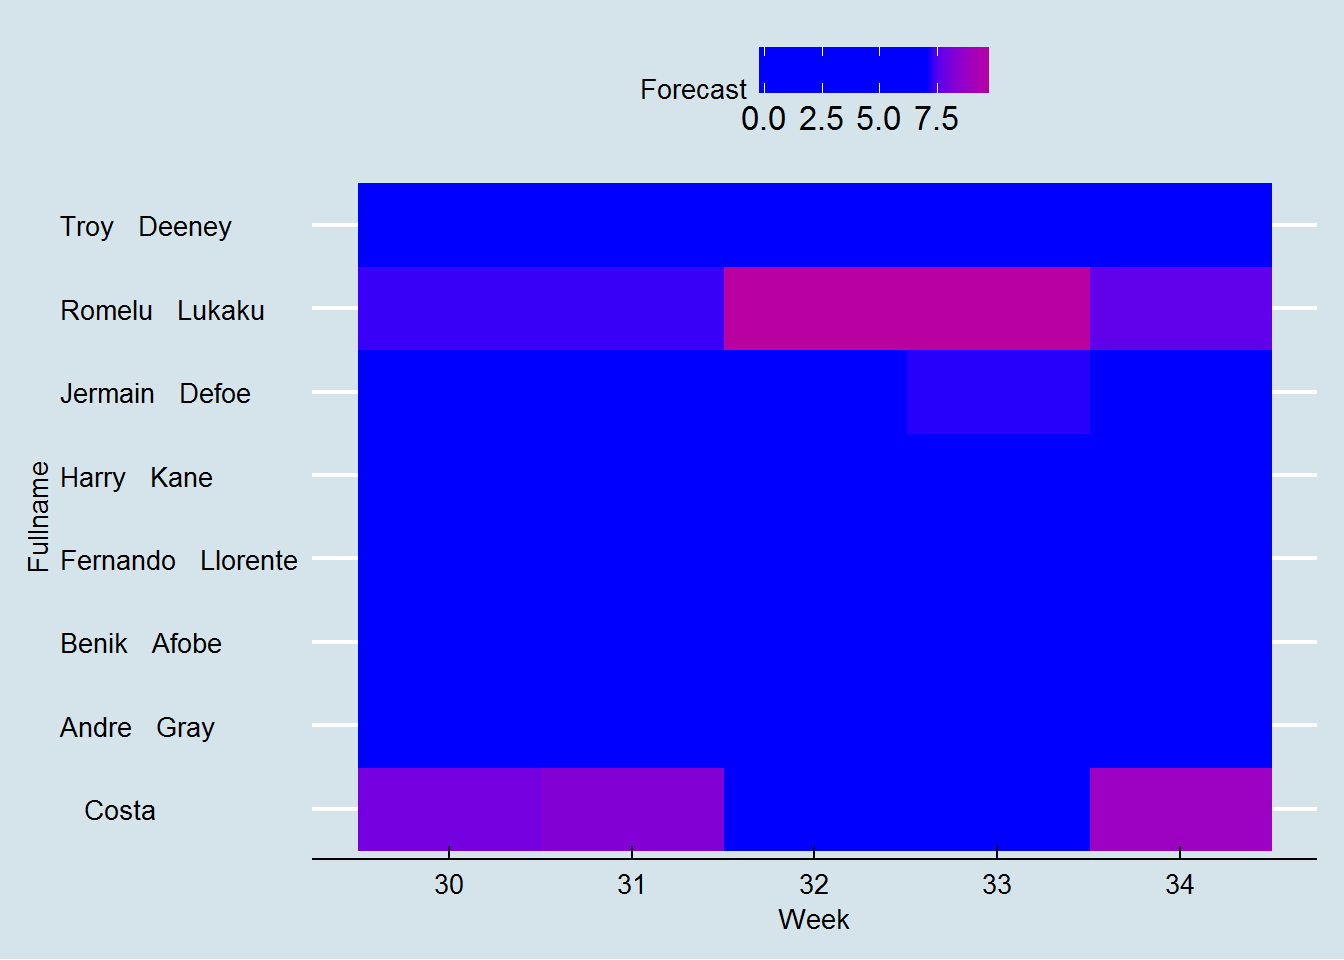 Forecast
0.0 2.5 5.0 7.5
Troy Deeney
Romelu Lukaku
Jermain Defoe
Harry Kane
Fernando Llorente
Benik Afobe
Andre Gray
Costa
Fullname
30 31 32 33 34
Week